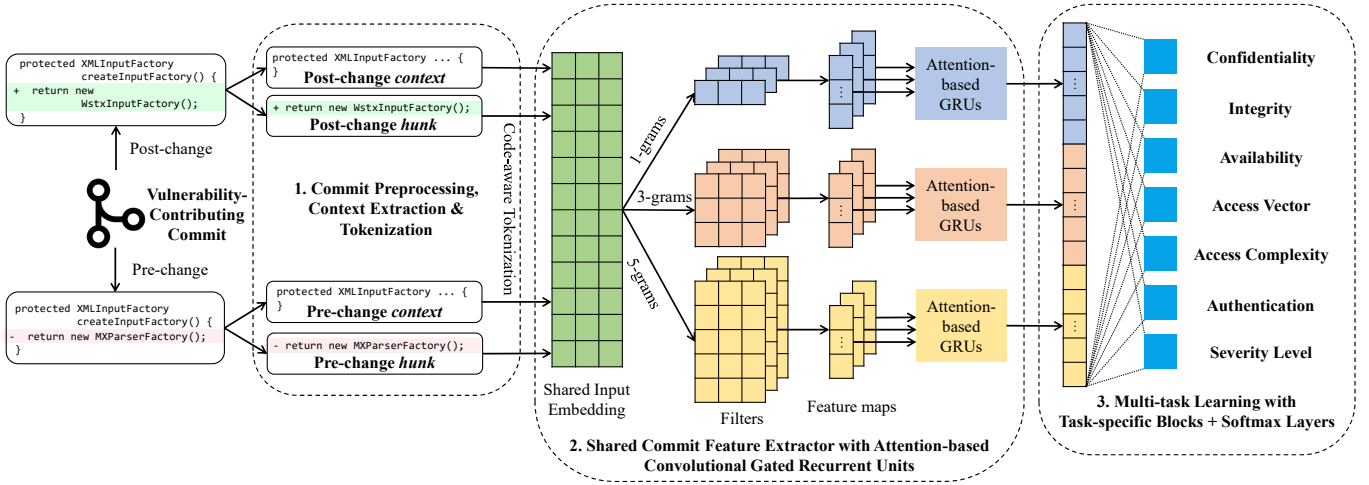 protected XMLInputFactory
createInputFactory() {
+ return new
WstxInputFactory();
}
Post-change
Vulnerability-
Contributing
Commit
Pre-change
protected XMLInputFactory
createInputFactory() {
- return new MXParserFactory();
}
protected XMLInputFactory ... {
}
Post-change context
+ return new WstxInputFactory();
Post-change hunk
1. Commit Preprocessing,
Context Extraction &
Tokenization
Code-aware Tokenization
protected XMLInputFactory ... {
}
Pre-change context
- return new MXParserFactory();
Pre-change hunk
Shared Input
Embedding
1-grams
3-grams
5-grams
Filters
...
...
...
Feature maps
Attention-
based
GRUs
Attention-
based
GRUs
Attention-
based
GRUs
2. Shared Commit Feature Extractor with Attention-based
Convolutional Gated Recurrent Units
...
...
...
Confidentiality
Integrity
Availability
Access Vector
Access Complexity
Authentication
Severity Level
3. Multi-task Learning with
Task-specific Blocks + Softmax Layers